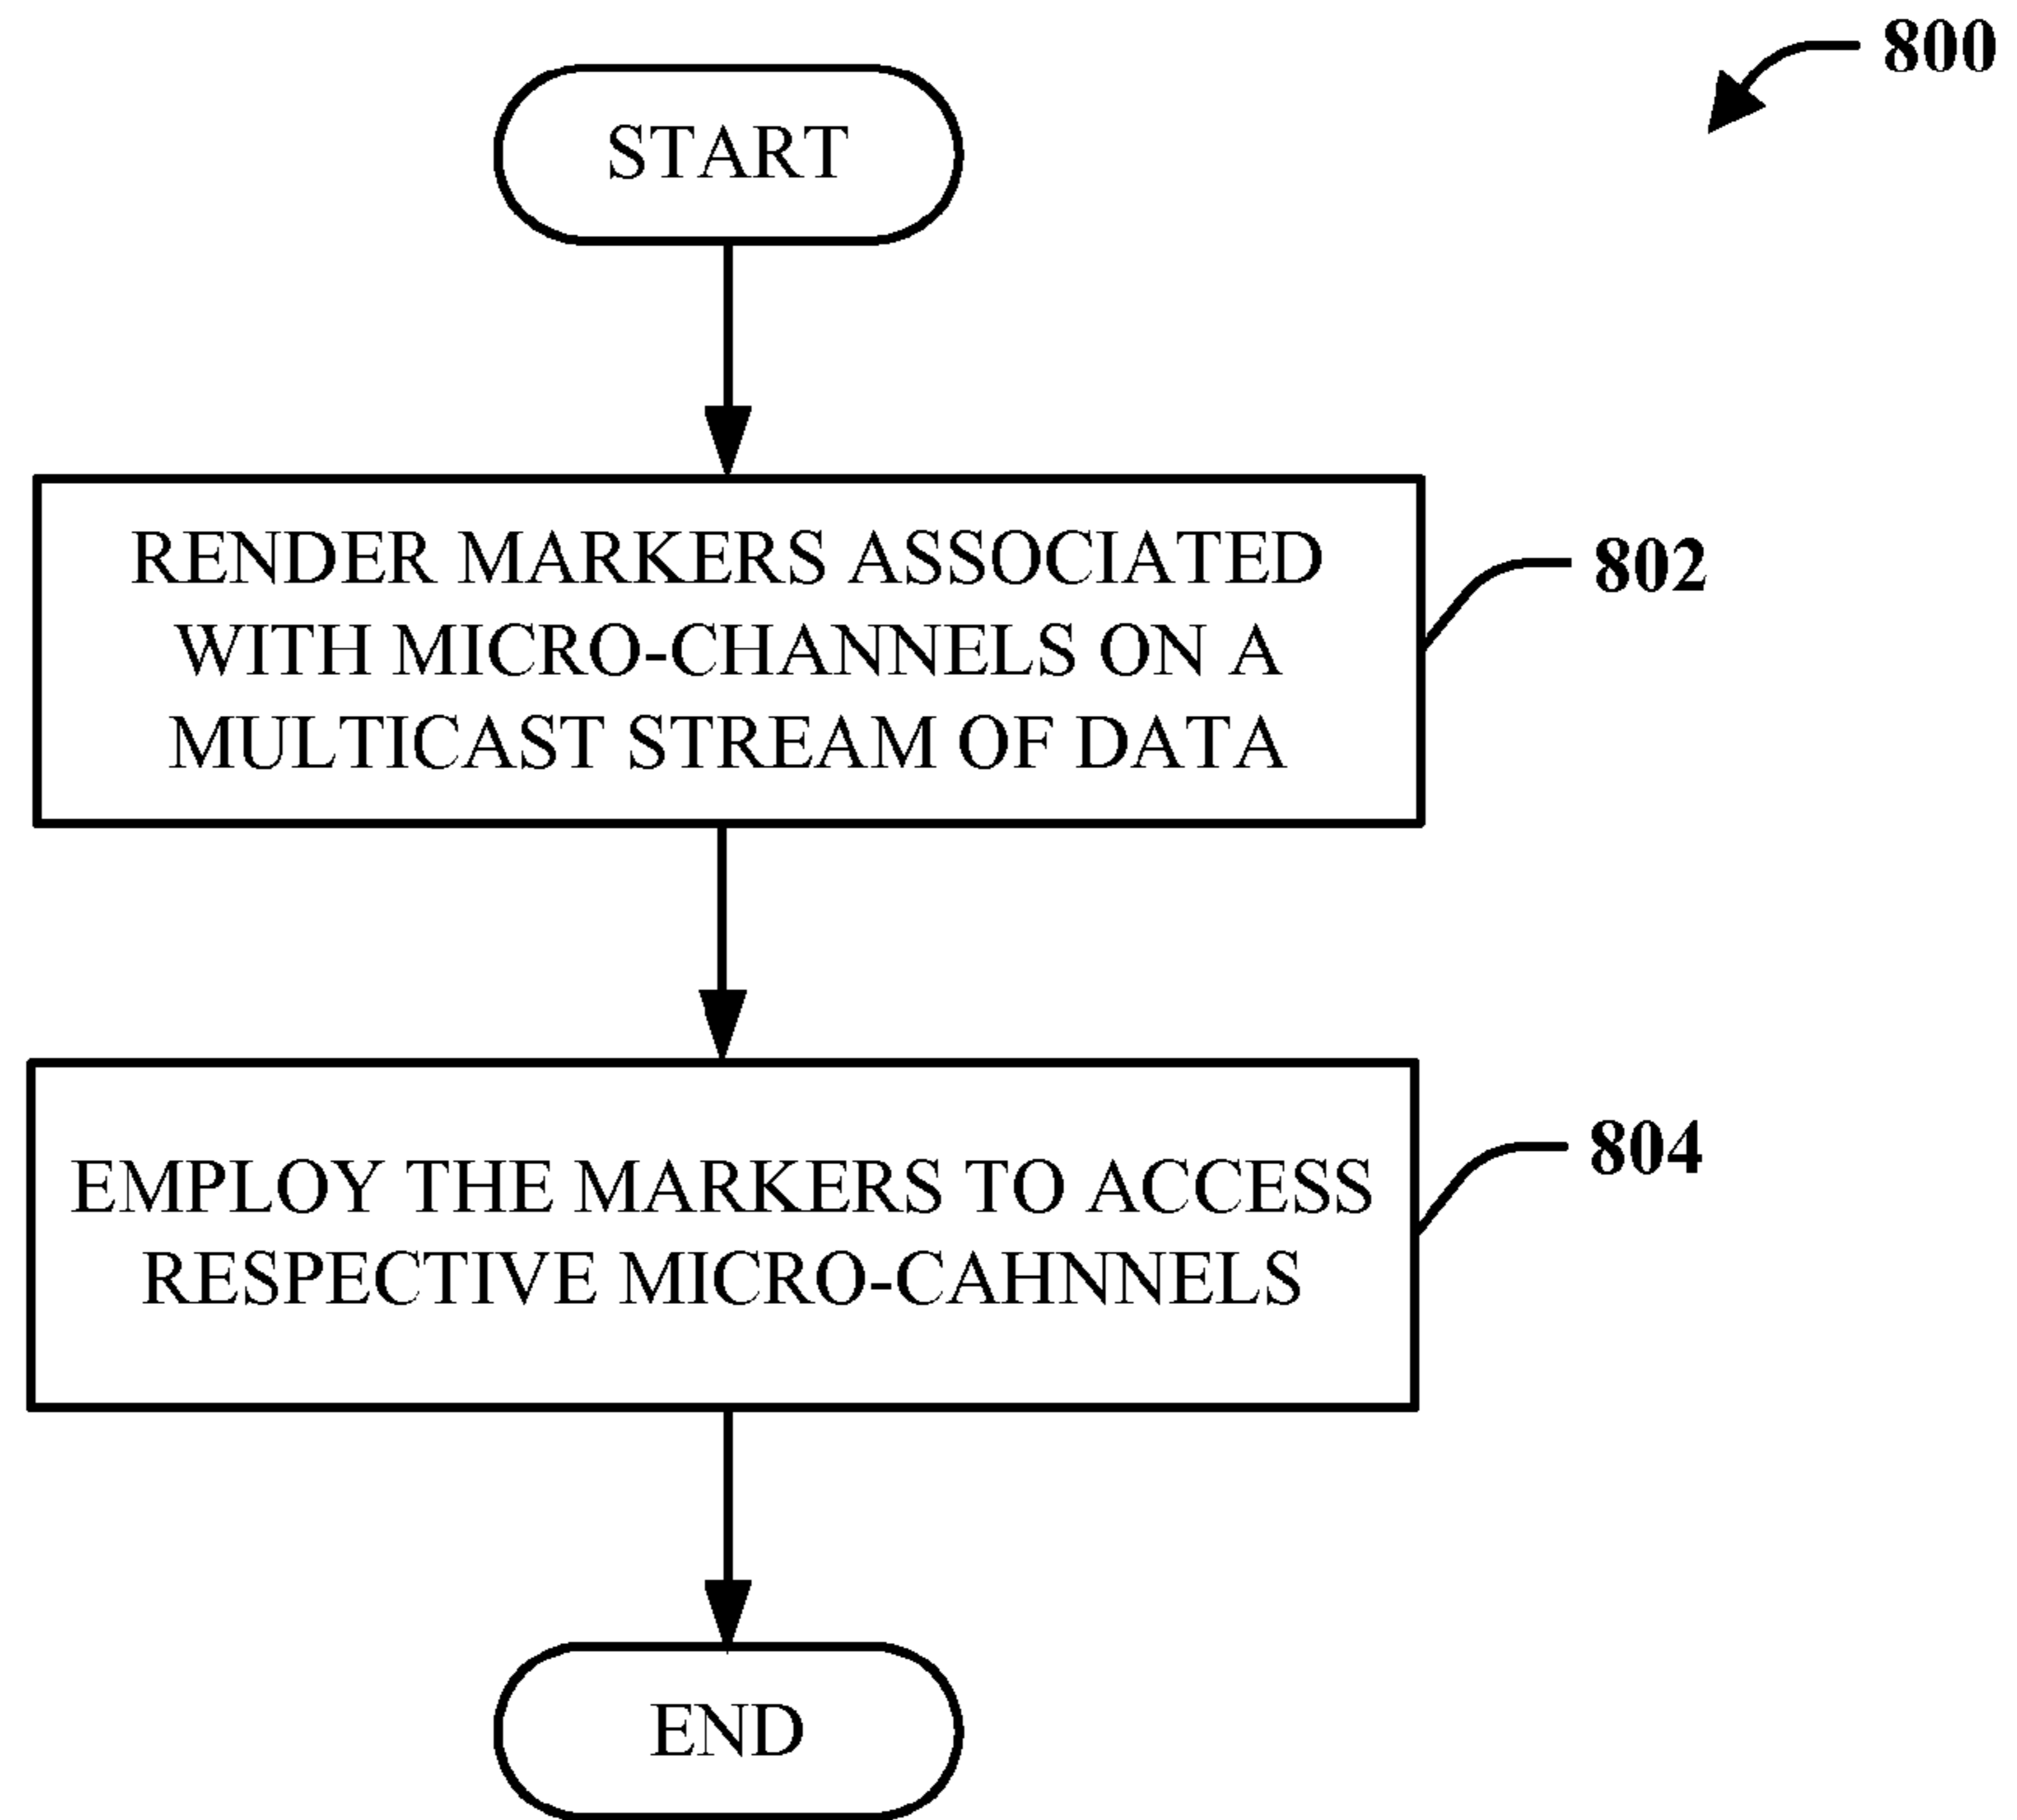 800
START
RENDER MARKERS ASSOCIATED
WITH MICRO-CHANNELS ON A
MULTICAST STREAM OF DATA
802
EMPLOY THE MARKERS TO ACCESS
RESPECTIVE MICRO-CAHNNELS
804
END